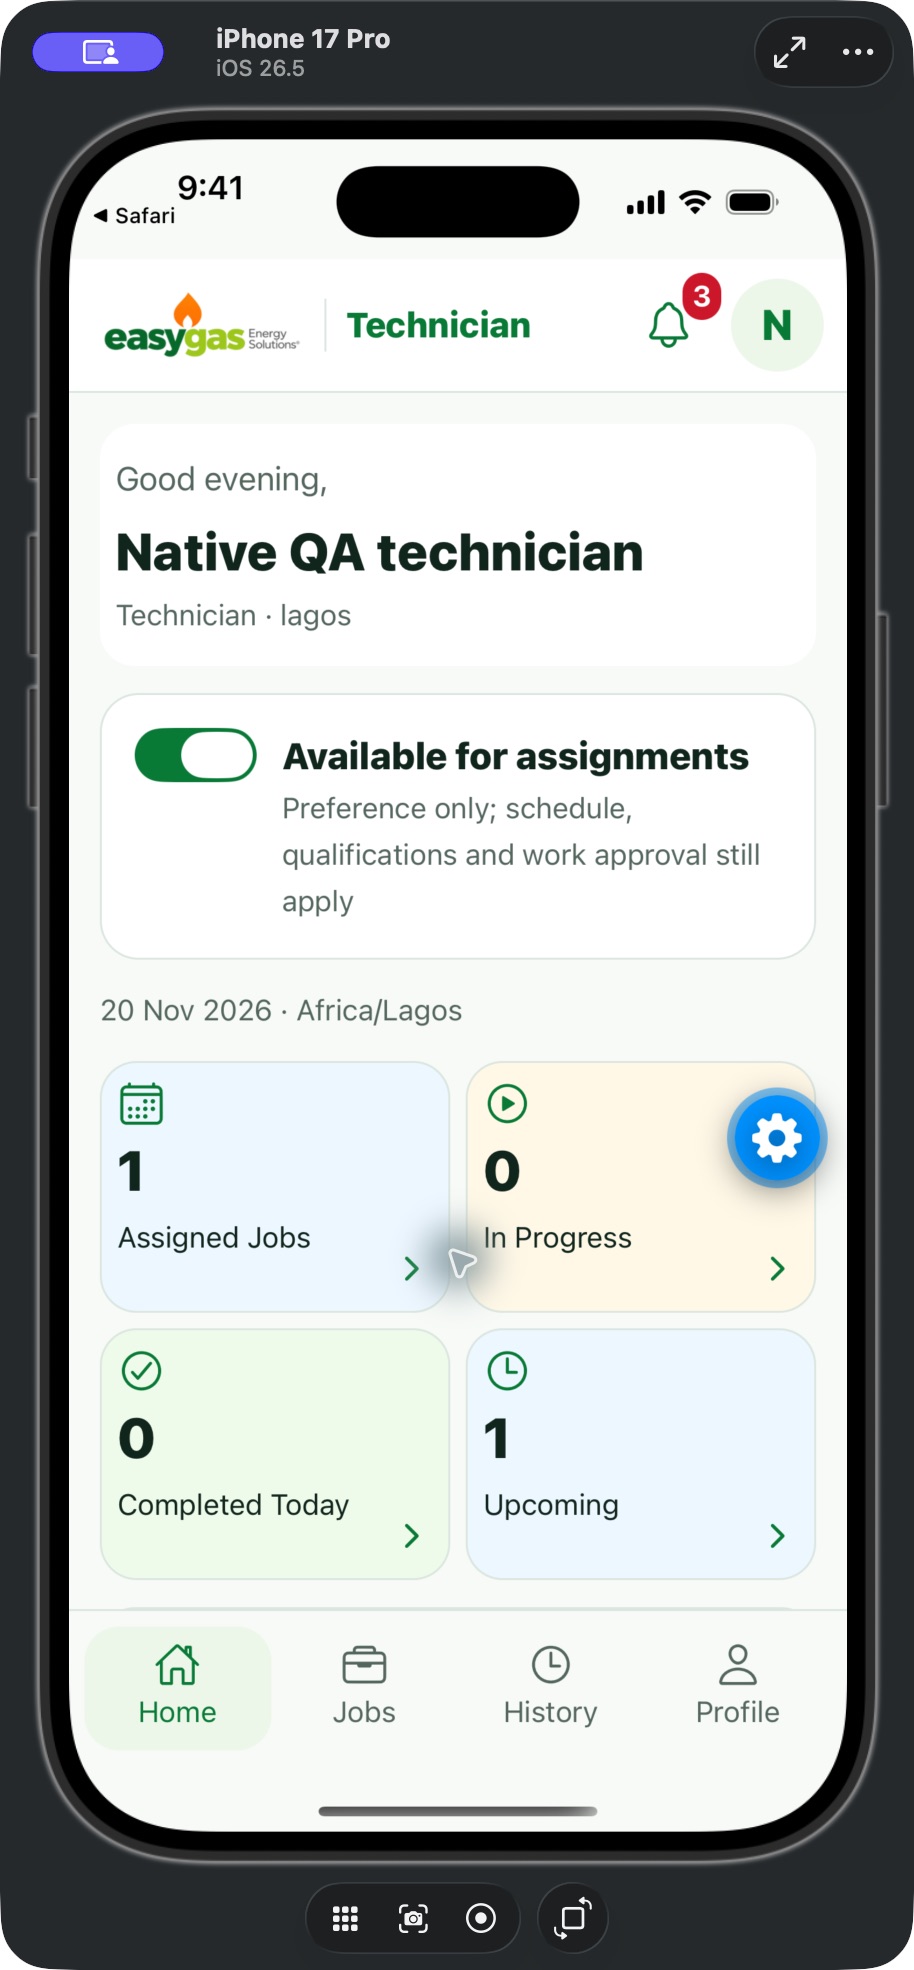 iPhone 17 Pro
iOS 26.5
9:41
◀ Safari
easygas Energy Solutions®
Technician
3
N
Good evening,
Native QA technician
Technician · lagos
Available for assignments
Preference only; schedule,
qualifications and work approval still
apply
20 Nov 2026 · Africa/Lagos
1
Assigned Jobs
0
In Progress
0
Completed Today
1
Upcoming
Home
Jobs
History
Profile